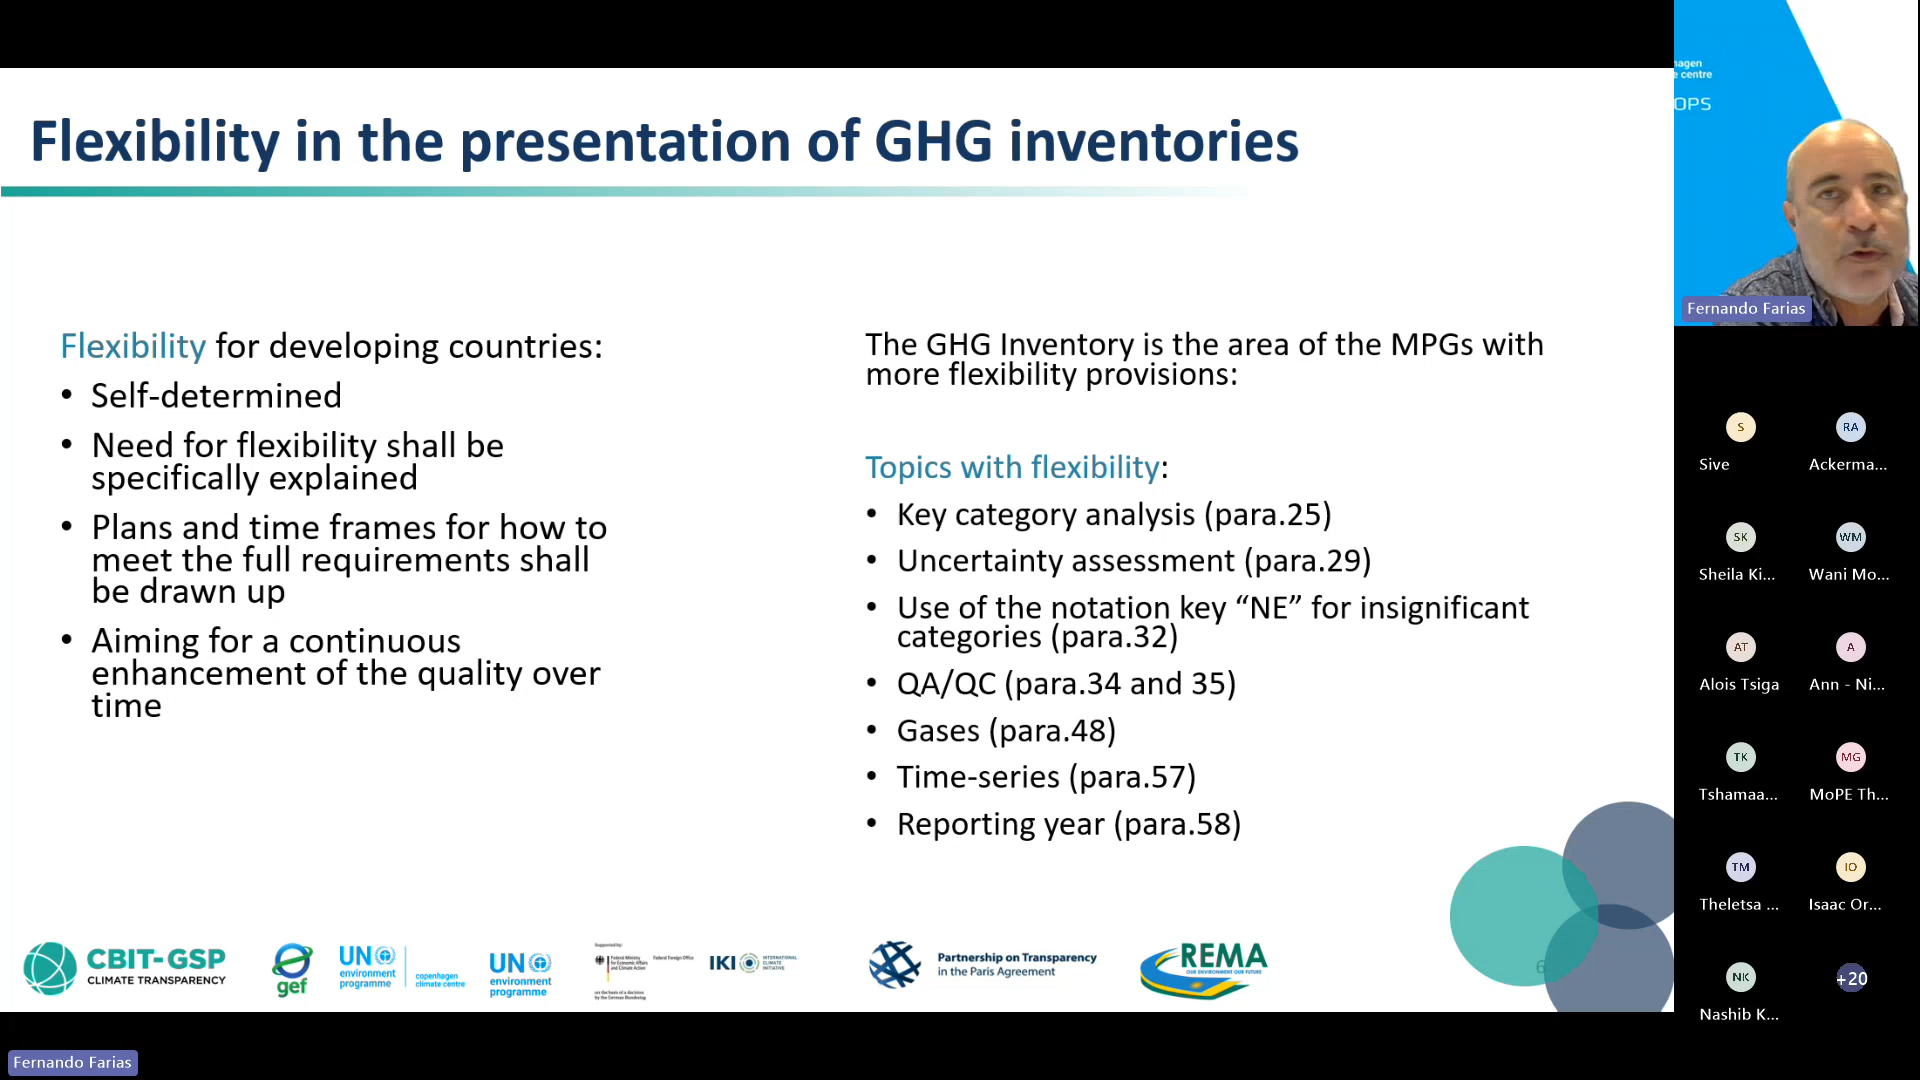 Flexibility in the presentation of GHG inventories
Flexibility for developing countries:
• Self-determined
• Need for flexibility shall be
specifically explained
• Plans and time frames for how to
meet the full requirements shall
be drawn up
• Aiming for a continuous
enhancement of the quality over
time
The GHG Inventory is the area of the MPGs with
more flexibility provisions:
Topics with flexibility:
• Key category analysis (para.25)
• Uncertainty assessment (para.29)
• Use of the notation key “NE” for insignificant
categories (para.32)
• QA/QC (para.34 and 35)
• Gases (para.48)
• Time-series (para.57)
• Reporting year (para.58)
6
CBIT-GSP
CLIMATE TRANSPARENCY
gef
UN
environment
programme
copenhagen
climate centre
UN
environment
programme
Supported by:
Federal Ministry
for Economic Affairs
and Climate Action
Federal Foreign Office
on the basis of a decision
by the German Bundestag
IKI
INTERNATIONAL
CLIMATE
INITIATIVE
Partnership on Transparency
in the Paris Agreement
REMA
OUR ENVIRONMENT OUR FUTURE
hagen
e centre
OPS
Fernando Farias
S
Sive
RA
Ackerma...
SK
Sheila Ki...
WM
Wani Mo...
AT
Alois Tsiga
A
Ann - Ni...
TK
Tshamaa...
MG
MoPE Th...
TM
Theletsa ...
IO
Isaac Or...
NK
Nashib K...
+20
Fernando Farias